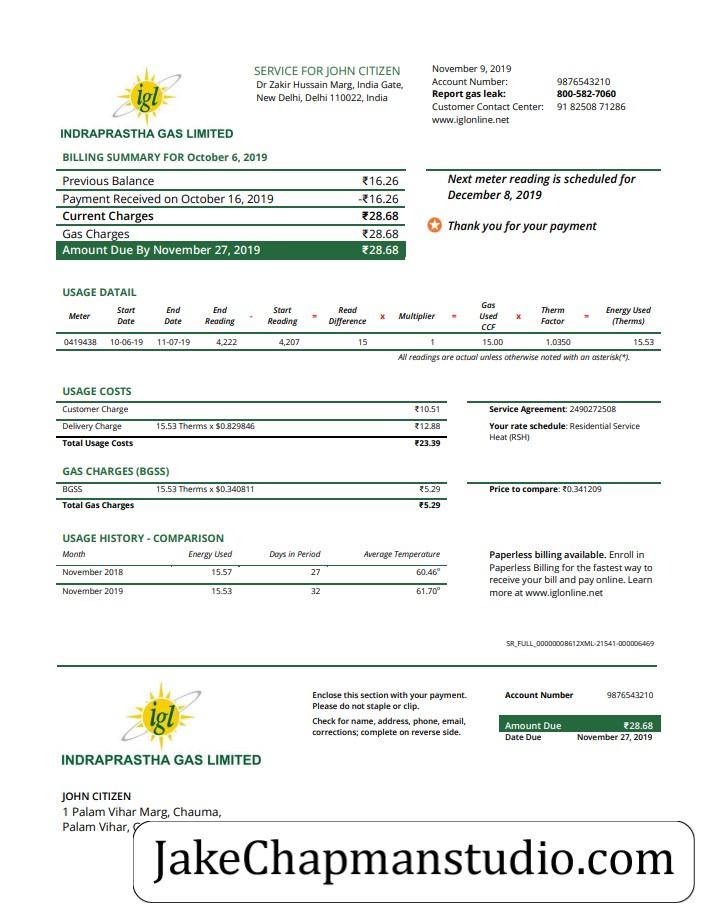 igl
INDRAPRASTHA GAS LIMITED
SERVICE FOR JOHN CITIZEN
Dr Zakir Hussain Marg, India Gate,
New Delhi, Delhi 110022, India
November 9, 2019
Account Number: 9876543210
Report gas leak: 800-582-7060
Customer Contact Center: 91 82508 71286
www.iglonline.net
BILLING SUMMARY FOR October 6, 2019
Previous Balance ₹16.26
Payment Received on October 16, 2019 -₹16.26
Current Charges ₹28.68
Gas Charges ₹28.68
Amount Due By November 27, 2019 ₹28.68
Next meter reading is scheduled for
December 8, 2019
Thank you for your payment
USAGE DATAIL
Meter Start Date End Date End Reading - Start Reading = Read Difference x Multiplier = Gas Used CCF x Therm Factor = Energy Used (Therms)
0419438 10-06-19 11-07-19 4,222 4,207 15 1 15.00 1.0350 15.53
All readings are actual unless otherwise noted with an asterisk(*).
USAGE COSTS
Customer Charge ₹10.51
Delivery Charge 15.53 Therms x $0.829846 ₹12.88
Total Usage Costs ₹23.39
Service Agreement: 2490272508
Your rate schedule: Residential Service
Heat (RSH)
GAS CHARGES (BGSS)
BGSS 15.53 Therms x $0.340811 ₹5.29
Total Gas Charges ₹5.29
Price to compare: ₹0.341209
USAGE HISTORY - COMPARISON
Month Energy Used Days in Period Average Temperature
November 2018 15.57 27 60.46°
November 2019 15.53 32 61.70°
Paperless billing available. Enroll in
Paperless Billing for the fastest way to
receive your bill and pay online. Learn
more at www.iglonline.net
SR_FULL_00000008612XML-21541-000006469
igl
INDRAPRASTHA GAS LIMITED
Enclose this section with your payment.
Please do not staple or clip.
Check for name, address, phone, email,
corrections; complete on reverse side.
Account Number 9876543210
Amount Due ₹28.68
Date Due November 27, 2019
JOHN CITIZEN
1 Palam Vihar Marg, Chauma,
Palam Vihar,
JakeChapmanstudio.com